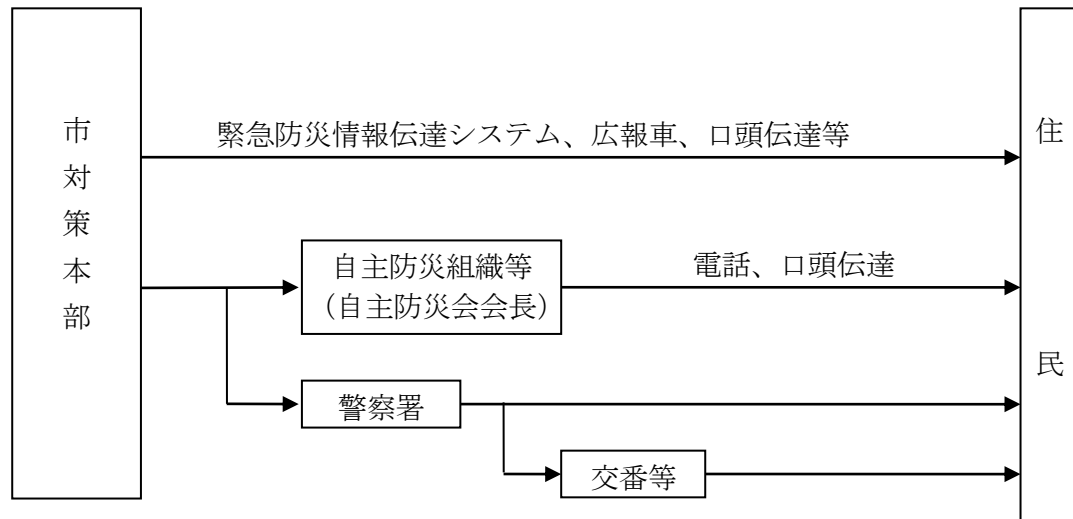 市対策本部
緊急防災情報伝達システム、広報車、口頭伝達等
住民
自主防災組織等
（自主防災会会長）
電話、口頭伝達
警察署
交番等